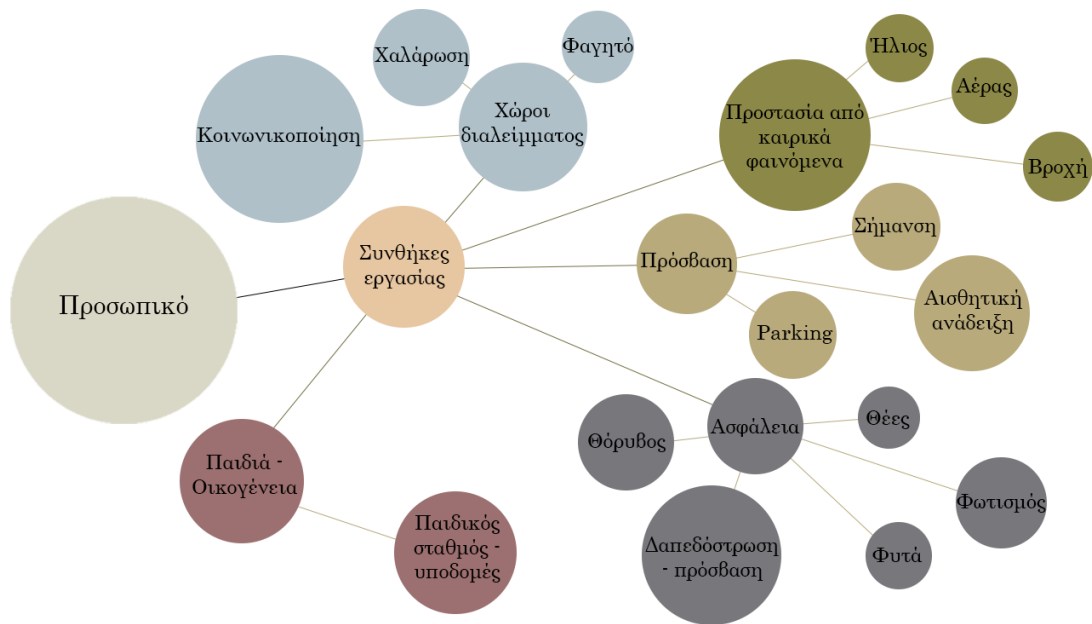 Χαλάρωση
Φαγητό
Κοινωνικοποίηση
Χώροι
διαλείμματος
Ήλιος
Αέρας
Προστασία από
καιρικά
φαινόμενα
Βροχή
Προσωπικό
Συνθήκες
εργασίας
Πρόσβαση
Σήμανση
Αισθητική
ανάδειξη
Parking
Παιδιά -
Οικογένεια
Παιδικός
σταθμός -
υποδομές
Ασφάλεια
Θόρυβος
Θέες
Φωτισμός
Δαπεδόστρωση
- πρόσβαση
Φυτά